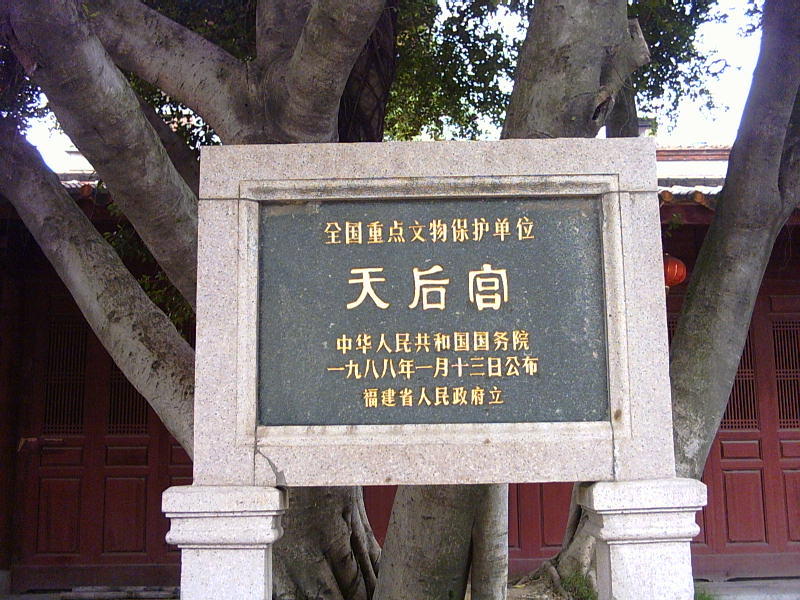 全国重点文物保护单位
天后宫
中华人民共和国国务院
一九八八年一月十三日公布
福建省人民政府立